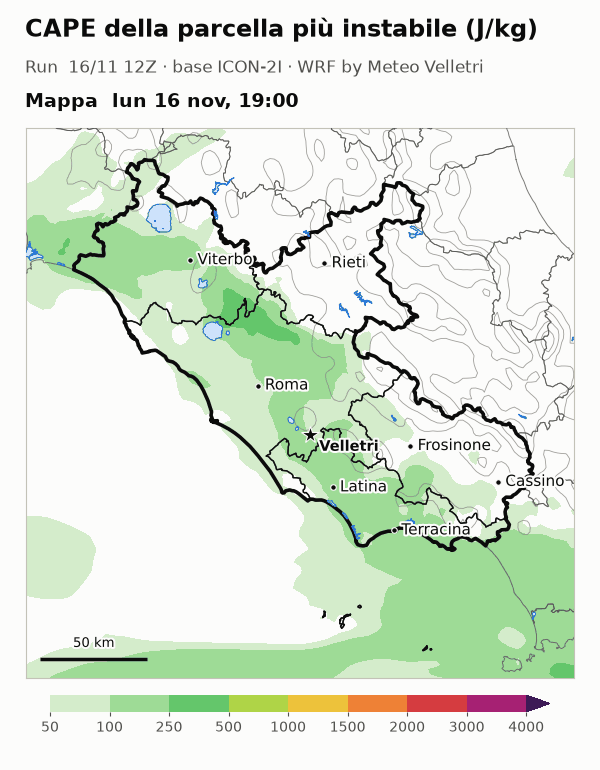 CAPE della parcella più instabile (J/kg)
Run  16/11 12Z · base ICON-2I · WRF by Meteo Velletri
Mappa  lun 16 nov, 19:00
Viterbo
Rieti
Roma
Velletri
Frosinone
Cassino
Latina
Terracina
50 km
50 100 250 500 1000 1500 2000 3000 4000